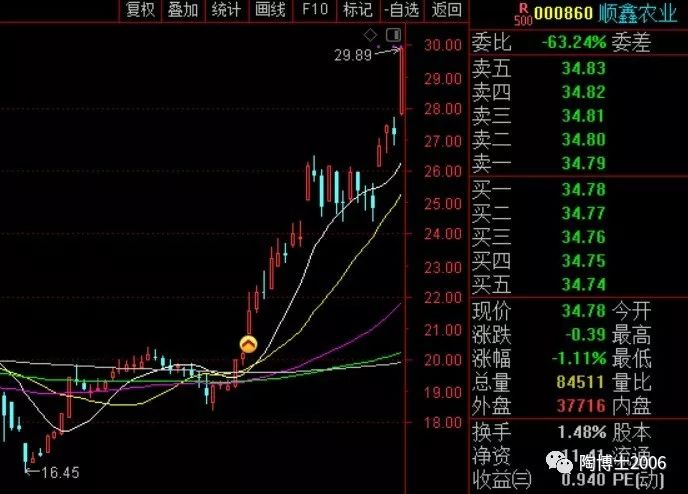 复权 叠加 统计 画线 F10 标记 -自选 返回
R
500 000860 顺鑫农业
委比 -63.24% 委差
卖五 34.83
卖四 34.82
卖三 34.81
卖二 34.80
卖一 34.79
买一 34.78
买二 34.77
买三 34.76
买四 34.75
买五 34.74
现价 34.78 今开
涨跌 -0.39 最高
涨幅 -1.11% 最低
总量 84511 量比
外盘 37716 内盘
换手 1.48% 股本
净资 11.41 流通
收益㈢ 0.940 PE(动)
30.00
29.00
28.00
27.00
26.00
25.00
24.00
23.00
22.00
21.00
20.00
19.00
18.00
29.89
16.45
陶博士2006